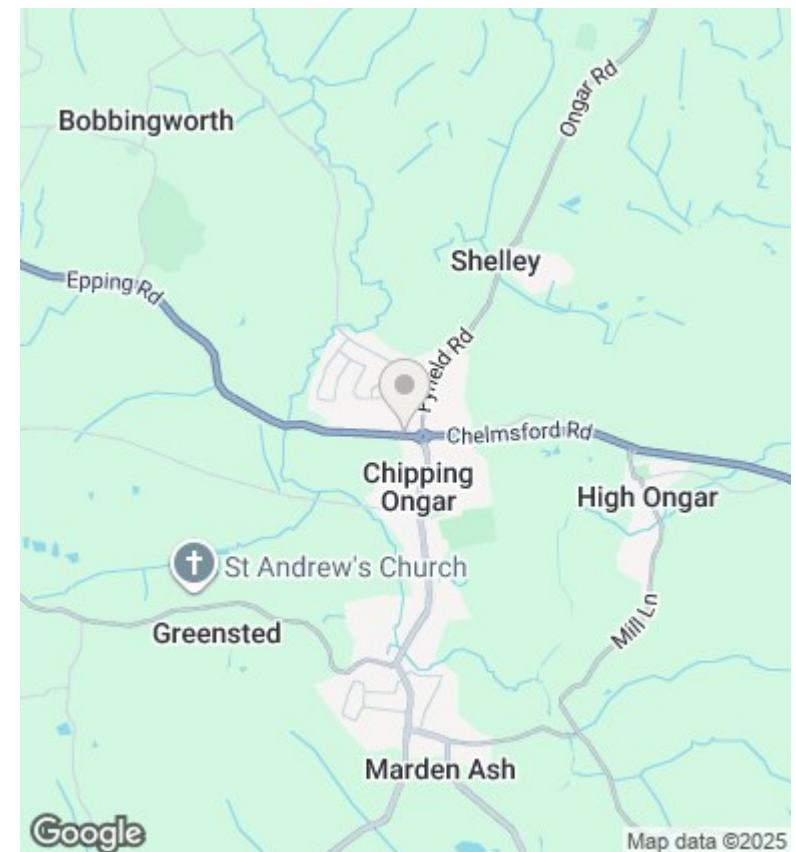 Bobbingworth
Ongar Rd
Shelley
Epping Rd
Fyfield Rd
Chelmsford Rd
Chipping
Ongar
High Ongar
St Andrew's Church
Greensted
Mill Ln
Marden Ash
Google
Map data ©2025